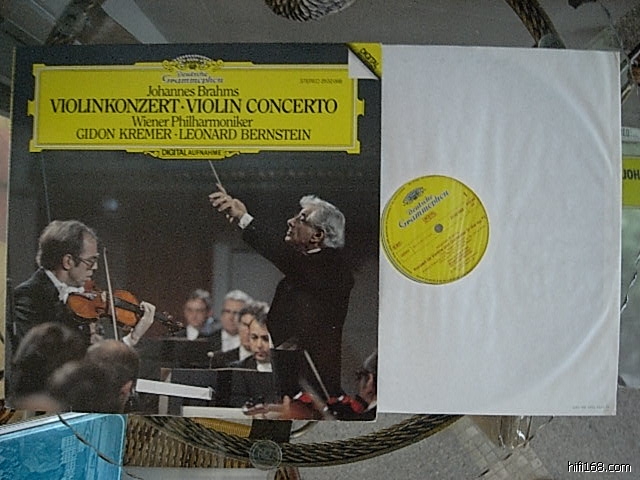 Deutsche
Grammophon
STEREO 2532 088
DIGITAL
Johannes Brahms
VIOLINKONZERT · VIOLIN CONCERTO
Wiener Philharmoniker
GIDON KREMER · LEONARD BERNSTEIN
DIGITAL AUFNAHME
Deutsche
Grammophon
hifi168.com